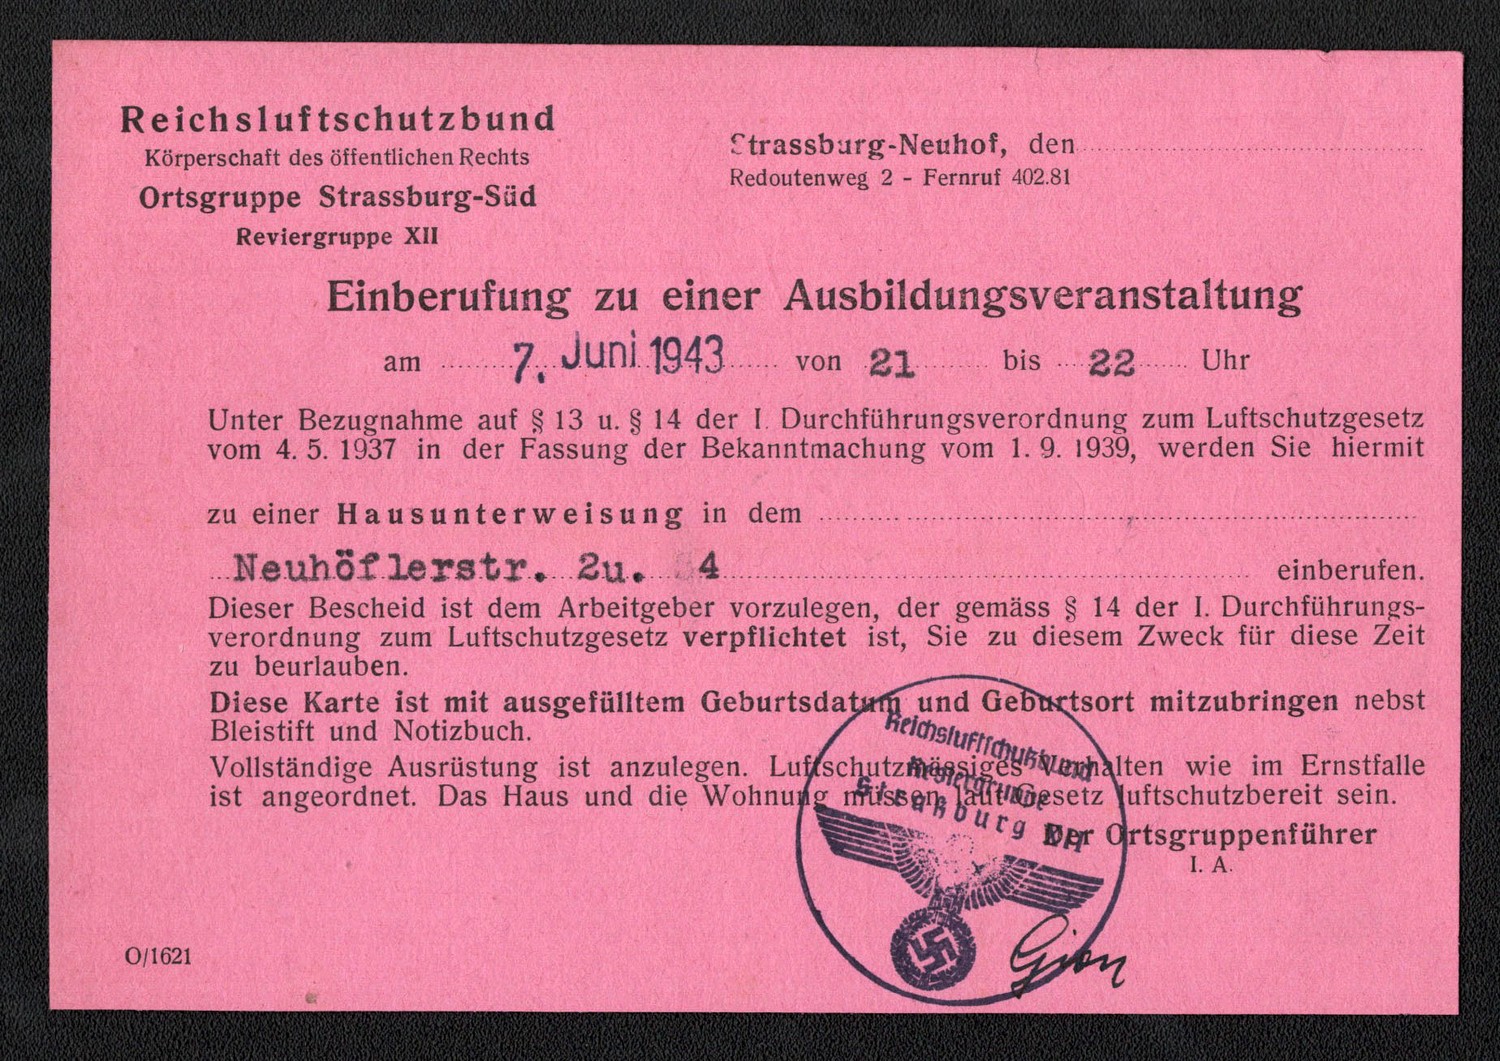 Reichsluftschutzbund
Körperschaft des öffentlichen Rechts
Ortsgruppe Strassburg-Süd
Reviergruppe XII
Strassburg-Neuhof, den
Redoutenweg 2 - Fernruf 402.81
Einberufung zu einer Ausbildungsveranstaltung
am 7. Juni 1943 von 21 bis 22 Uhr
Unter Bezugnahme auf § 13 u. § 14 der I. Durchführungsverordnung zum Luftschutzgesetz
vom 4. 5. 1937 in der Fassung der Bekanntmachung vom 1. 9. 1939, werden Sie hiermit
zu einer Hausunterweisung in dem
Neuhöflerstr. 2u. 4 einberufen.
Dieser Bescheid ist dem Arbeitgeber vorzulegen, der gemäss § 14 der I. Durchführungs-
verordnung zum Luftschutzgesetz verpflichtet ist, Sie zu diesem Zweck für diese Zeit
zu beurlauben.
Diese Karte ist mit ausgefülltem Geburtsdatum und Geburtsort mitzubringen nebst
Bleistift und Notizbuch.
Vollständige Ausrüstung ist anzulegen. Luftschutzmässiges Verhalten wie im Ernstfalle
ist angeordnet. Das Haus und die Wohnung müssen laut Gesetz luftschutzbereit sein.
Der Ortsgruppenführer
I. A.
Reichsluftschutzbund
Reviergruppe
Straßburg
O/1621